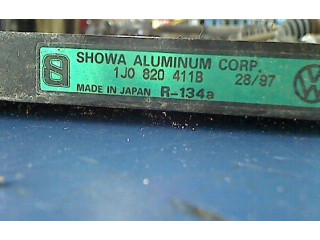 SHOWA ALUMINUM CORP.
1J0 820 411B 28/97
MADE IN JAPAN R-134a